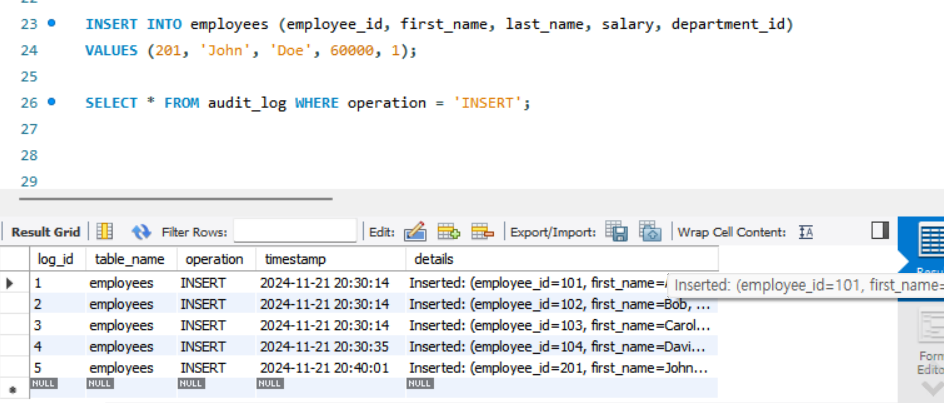 23 INSERT INTO employees (employee_id, first_name, last_name, salary, department_id)
24 VALUES (201, 'John', 'Doe', 60000, 1);
25
26 SELECT * FROM audit_log WHERE operation = 'INSERT';
27
28
29
Result Grid Filter Rows: Edit: Export/Import: Wrap Cell Content: IA
log_id table_name operation timestamp details
1 employees INSERT 2024-11-21 20:30:14 Inserted: (employee_id=101, first_name=
Inserted: (employee_id=101, first_name=
2 employees INSERT 2024-11-21 20:30:14 Inserted: (employee_id=102, first_name=Bob, ...
3 employees INSERT 2024-11-21 20:30:14 Inserted: (employee_id=103, first_name=Carol...
4 employees INSERT 2024-11-21 20:30:35 Inserted: (employee_id=104, first_name=Davi...
5 employees INSERT 2024-11-21 20:40:01 Inserted: (employee_id=201, first_name=John...
NULL NULL NULL NULL NULL
Form
Edito